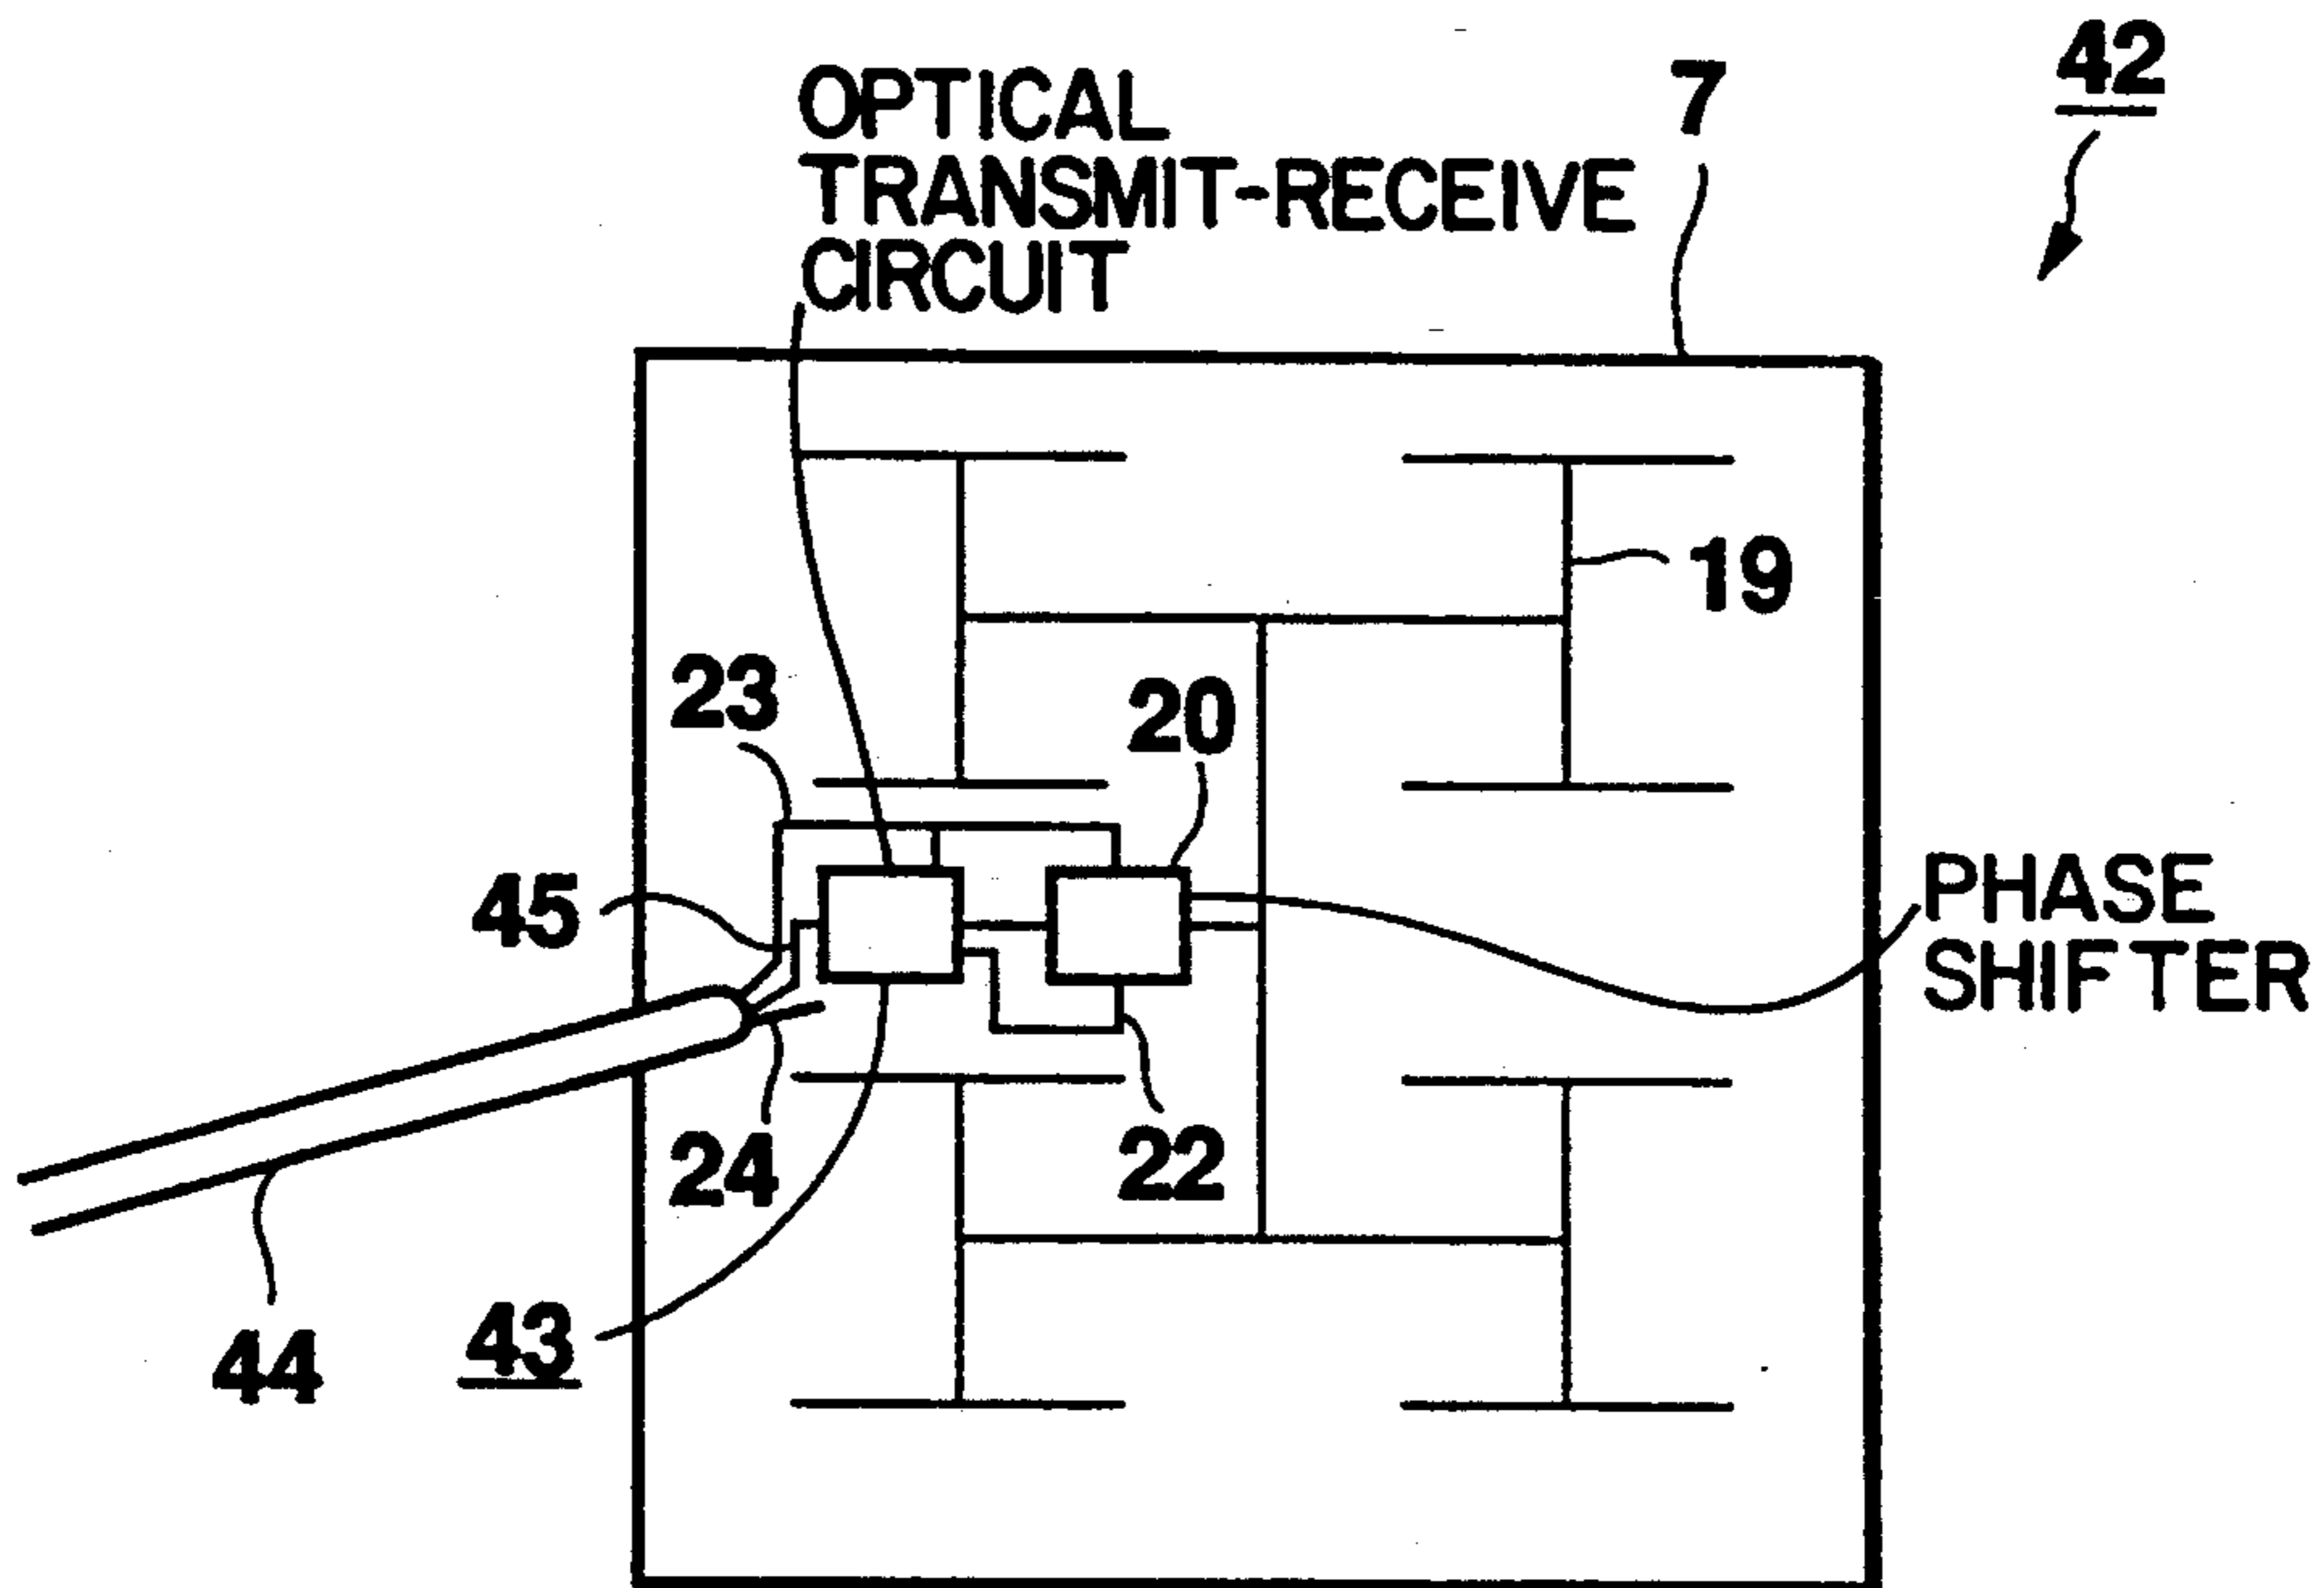 OPTICAL
TRANSMIT-RECEIVE
CIRCUIT
7
42
19
23
20
45
PHASE
SHIFTER
24
22
44
43